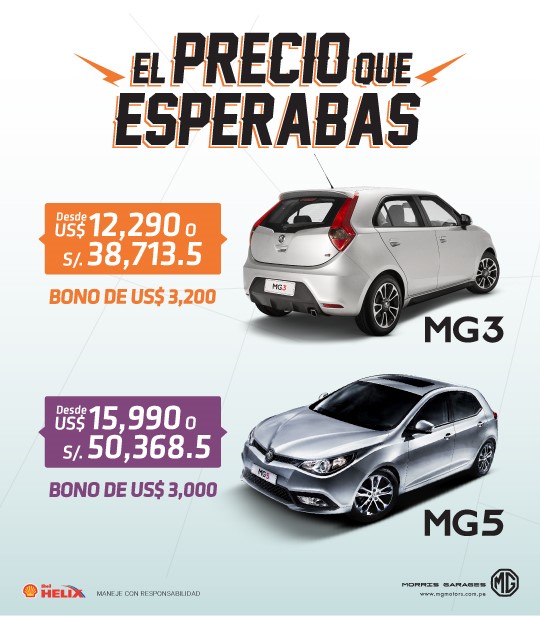 EL PRECIO QUE
ESPERABAS
Desde
US$ 12,290 O
S/. 38,713.5
BONO DE US$ 3,200
MG3
MG3
Desde
US$ 15,990 O
S/. 50,368.5
BONO DE US$ 3,000
MG5
MG5
Shell
HELIX
MANEJE CON RESPONSABILIDAD
MORRIS GARAGES
www.mgmotors.com.pe
MG